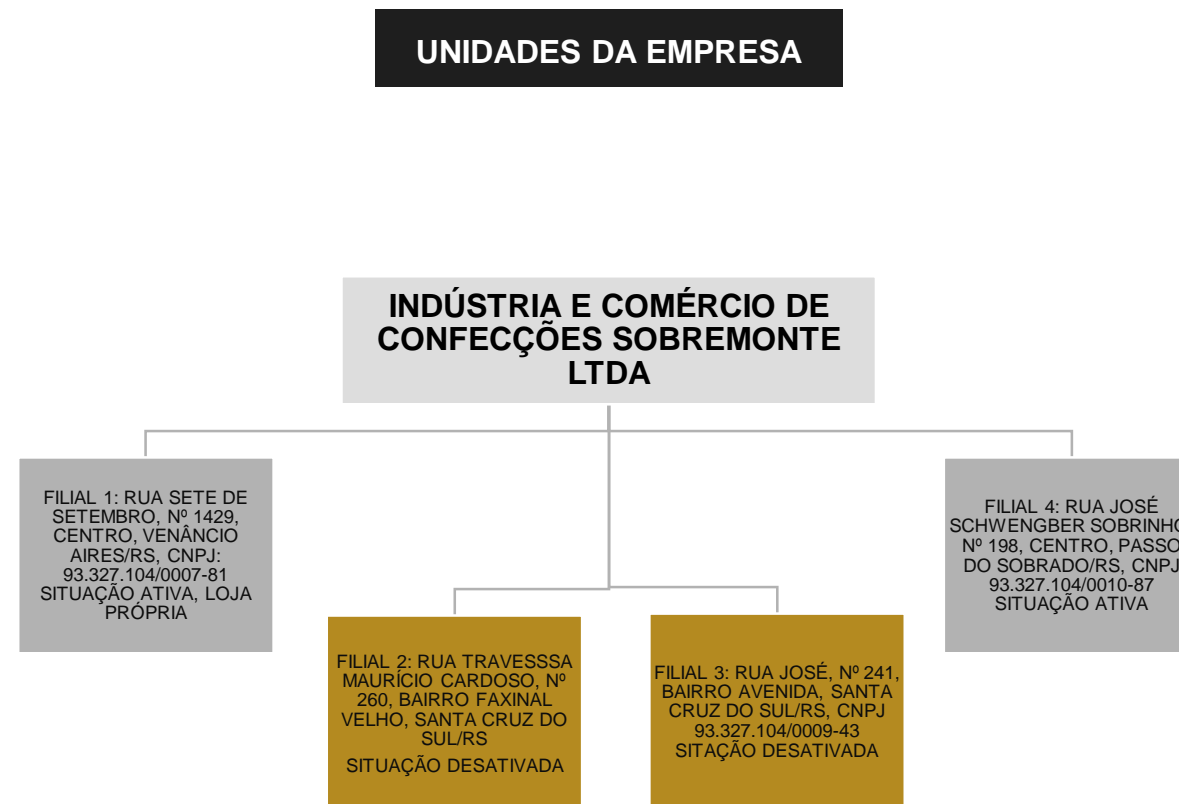 UNIDADES DA EMPRESA
INDÚSTRIA E COMÉRCIO DE
CONFECÇÕES SOBREMONTE
LTDA
FILIAL 1: RUA SETE DE
SETEMBRO, Nº 1429,
CENTRO, VENÂNCIO
AIRES/RS, CNPJ:
93.327.104/0007-81
SITUAÇÃO ATIVA, LOJA
PRÓPRIA
FILIAL 2: RUA TRAVESSSA
MAURÍCIO CARDOSO, Nº
260, BAIRRO FAXINAL
VELHO, SANTA CRUZ DO
SUL/RS
SITUAÇÃO DESATIVADA
FILIAL 3: RUA JOSÉ, Nº 241,
BAIRRO AVENIDA, SANTA
CRUZ DO SUL/RS, CNPJ
93.327.104/0009-43
SITAÇÃO DESATIVADA
FILIAL 4: RUA JOSÉ
SCHWENGBER SOBRINHO
Nº 198, CENTRO, PASSO
DO SOBRADO/RS, CNPJ
93.327.104/0010-87
SITUAÇÃO ATIVA